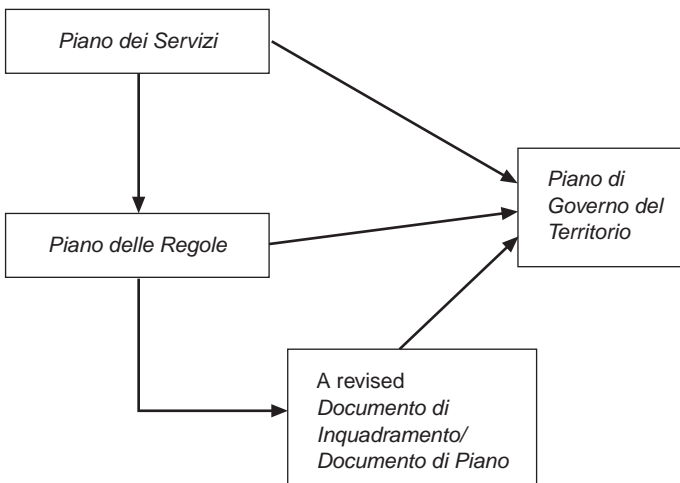 Piano dei Servizi
Piano di
Governo del
Territorio
Piano delle Regole
A revised
Documento di
Inquadramento/
Documento di Piano